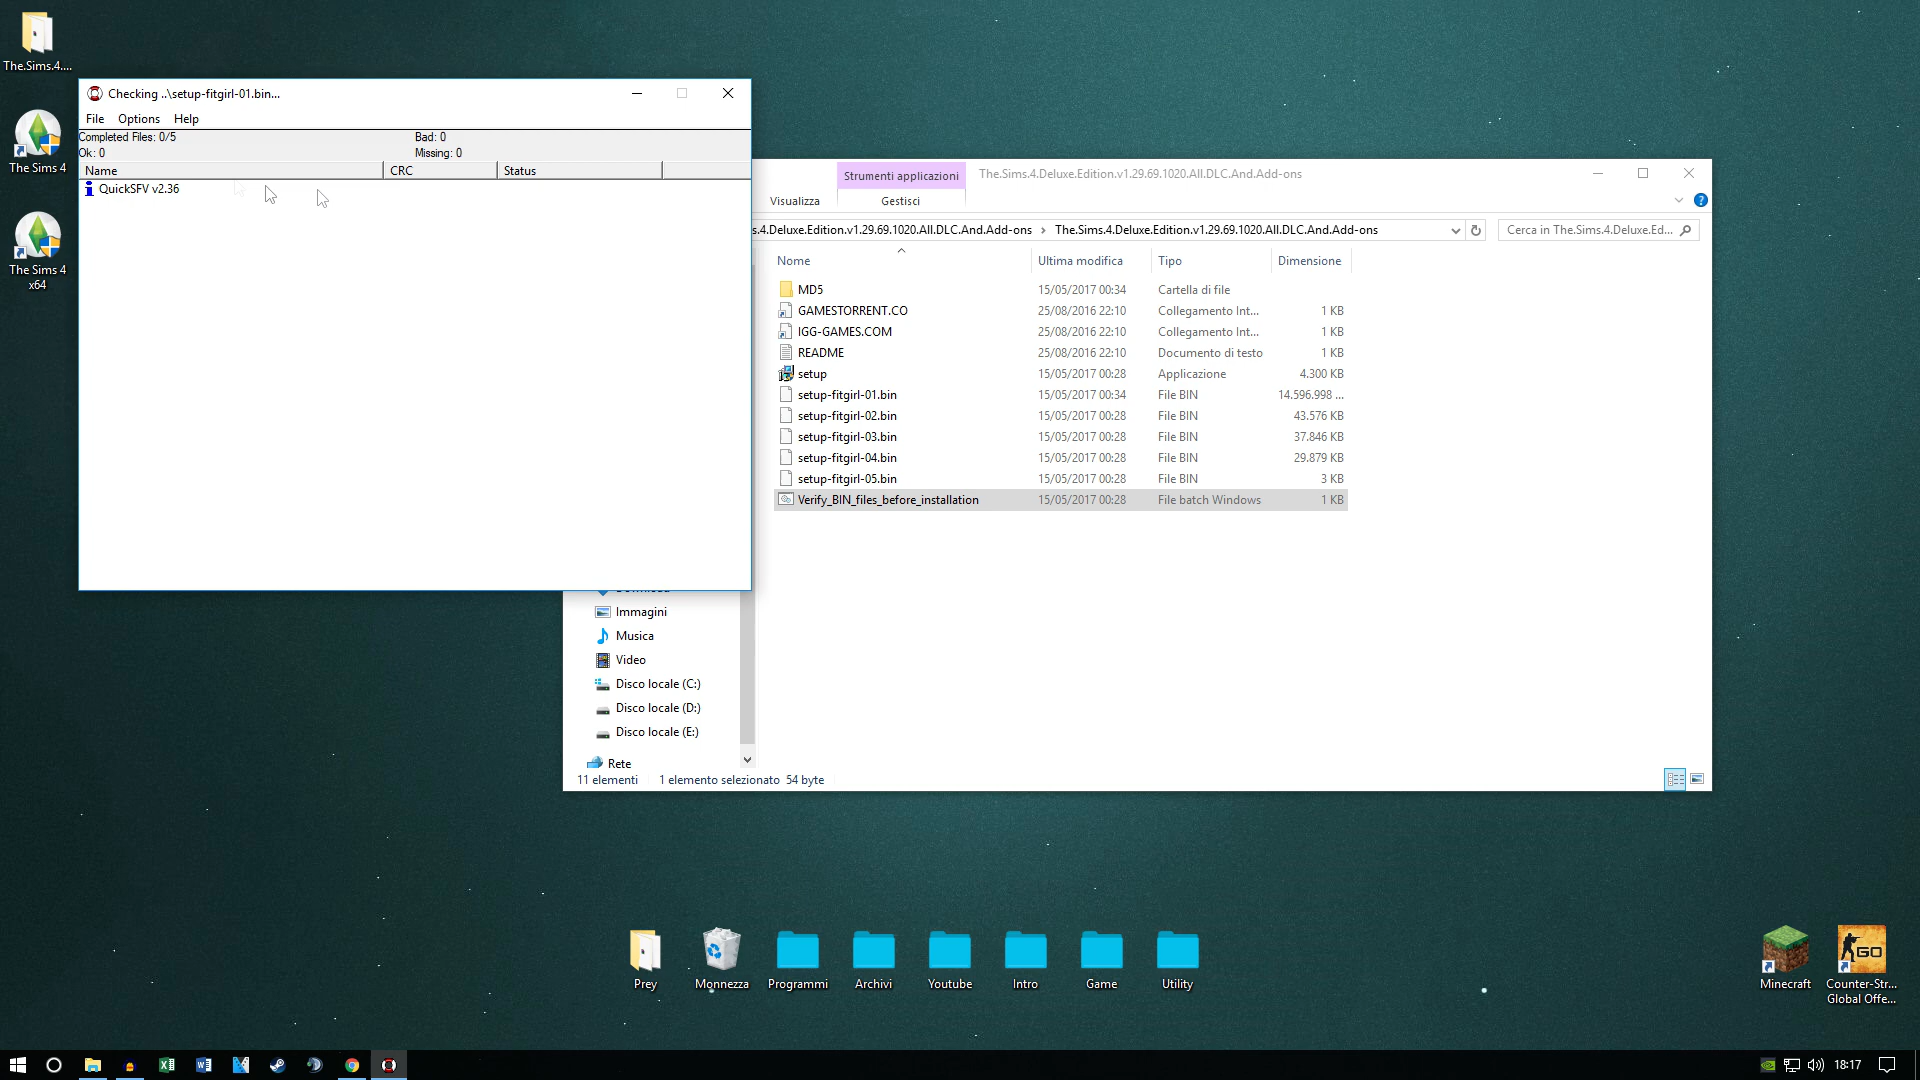 The.Sims.4....
The Sims 4
The Sims 4
x64
Checking ..\setup-fitgirl-01.bin...
File Options Help
Completed Files: 0/5 Bad: 0
Ok: 0 Missing: 0
Name CRC Status
QuickSFV v2.36
Strumenti applicazioni The.Sims.4.Deluxe.Edition.v1.29.69.1020.All.DLC.And.Add-ons
Visualizza Gestisci
s.4.Deluxe.Edition.v1.29.69.1020.All.DLC.And.Add-ons › The.Sims.4.Deluxe.Edition.v1.29.69.1020.All.DLC.And.Add-ons Cerca in The.Sims.4.Deluxe.Ed...
Nome Ultima modifica Tipo Dimensione
MD5 15/05/2017 00:34 Cartella di file
GAMESTORRENT.CO 25/08/2016 22:10 Collegamento Int... 1 KB
IGG-GAMES.COM 25/08/2016 22:10 Collegamento Int... 1 KB
README 25/08/2016 22:10 Documento di testo 1 KB
setup 15/05/2017 00:28 Applicazione 4.300 KB
setup-fitgirl-01.bin 15/05/2017 00:34 File BIN 14.596.998 ...
setup-fitgirl-02.bin 15/05/2017 00:28 File BIN 43.576 KB
setup-fitgirl-03.bin 15/05/2017 00:28 File BIN 37.846 KB
setup-fitgirl-04.bin 15/05/2017 00:28 File BIN 29.879 KB
setup-fitgirl-05.bin 15/05/2017 00:28 File BIN 3 KB
Verify_BIN_files_before_installation 15/05/2017 00:28 File batch Windows 1 KB
Immagini
Musica
Video
Disco locale (C:)
Disco locale (D:)
Disco locale (E:)
Rete
11 elementi 1 elemento selezionato 54 byte
Prey Monnezza Programmi Archivi Youtube Intro Game Utility Minecraft Counter-Str...
Global Offe...
GO
18:17